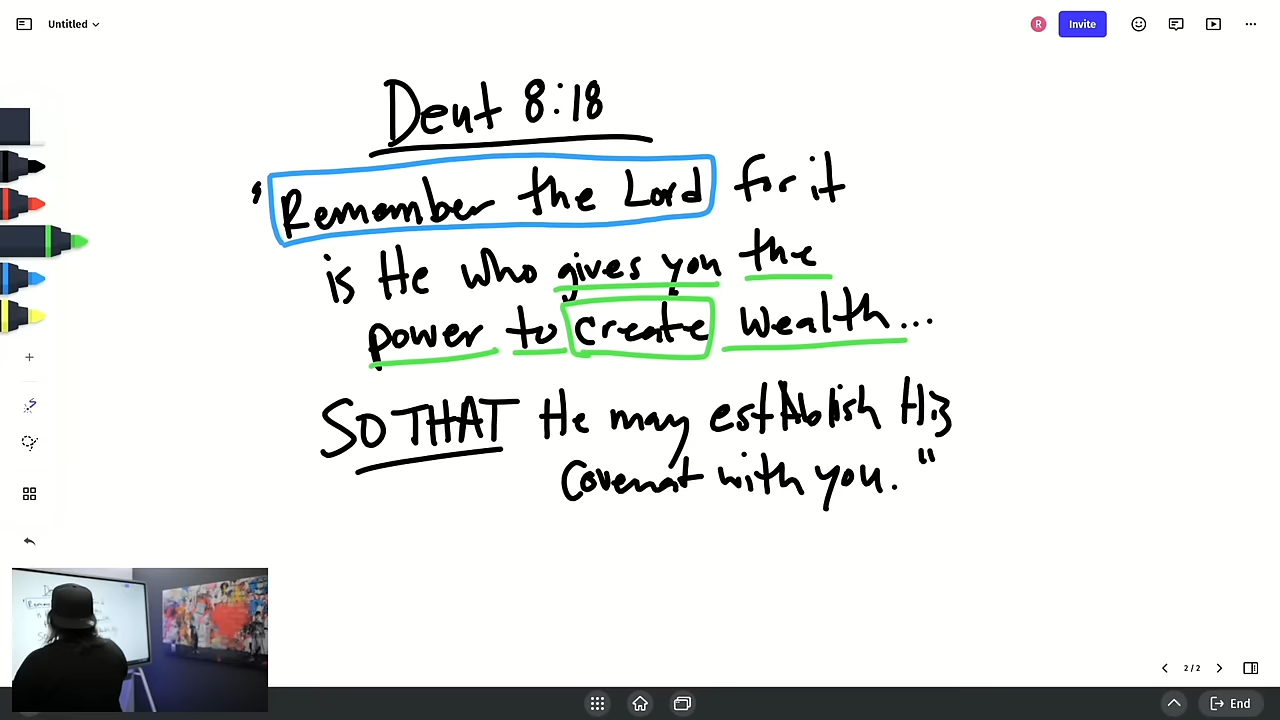 Untitled
R
Invite
Deut 8:18
"Remember the Lord for it
is He who gives you the
power to create wealth...
SO THAT He may establish His
Covenat with you."
2/2
End